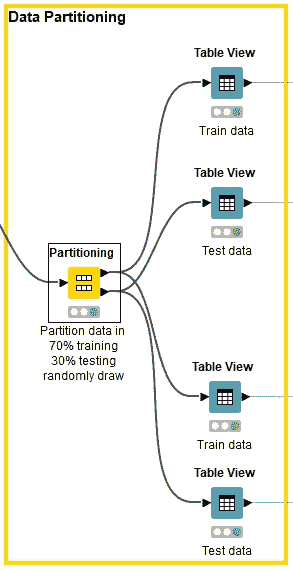 Data Partitioning
Table View
Train data
Table View
Test data
Partitioning
Partition data in
70% training
30% testing
randomly draw
Table View
Train data
Table View
Test data